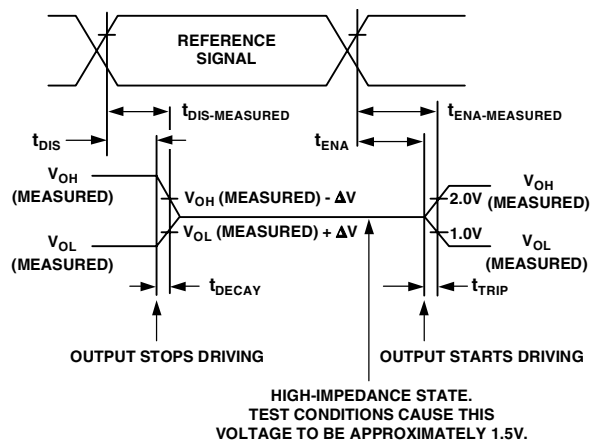 REFERENCE
SIGNAL
tDIS-MEASURED
tENA-MEASURED
tDIS
tENA
VOH
(MEASURED)
VOH (MEASURED) - ΔV
2.0V
VOH
(MEASURED)
VOL
(MEASURED)
VOL (MEASURED) + ΔV
1.0V
VOL
(MEASURED)
tDECAY
tTRIP
OUTPUT STOPS DRIVING
OUTPUT STARTS DRIVING
HIGH-IMPEDANCE STATE.
TEST CONDITIONS CAUSE THIS
VOLTAGE TO BE APPROXIMATELY 1.5V.